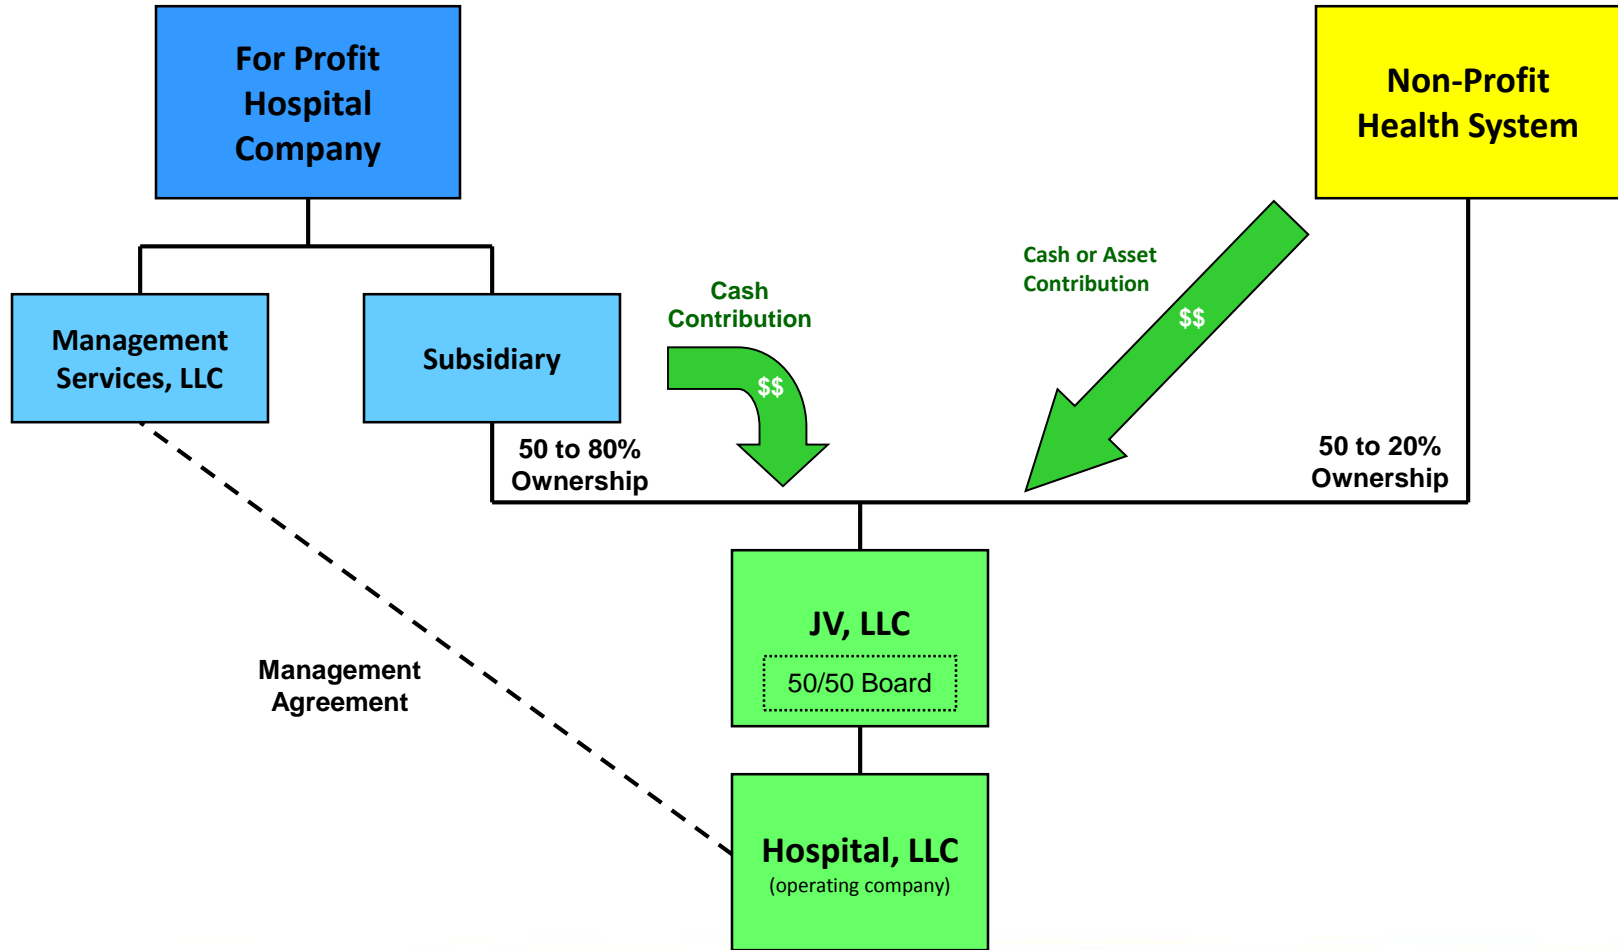 For Profit
Hospital
Company
Non-Profit
Health System
Management
Services, LLC
Subsidiary
Cash
Contribution
$$
Cash or Asset
Contribution
$$
50 to 80%
Ownership
50 to 20%
Ownership
JV, LLC
50/50 Board
Management
Agreement
Hospital, LLC
(operating company)